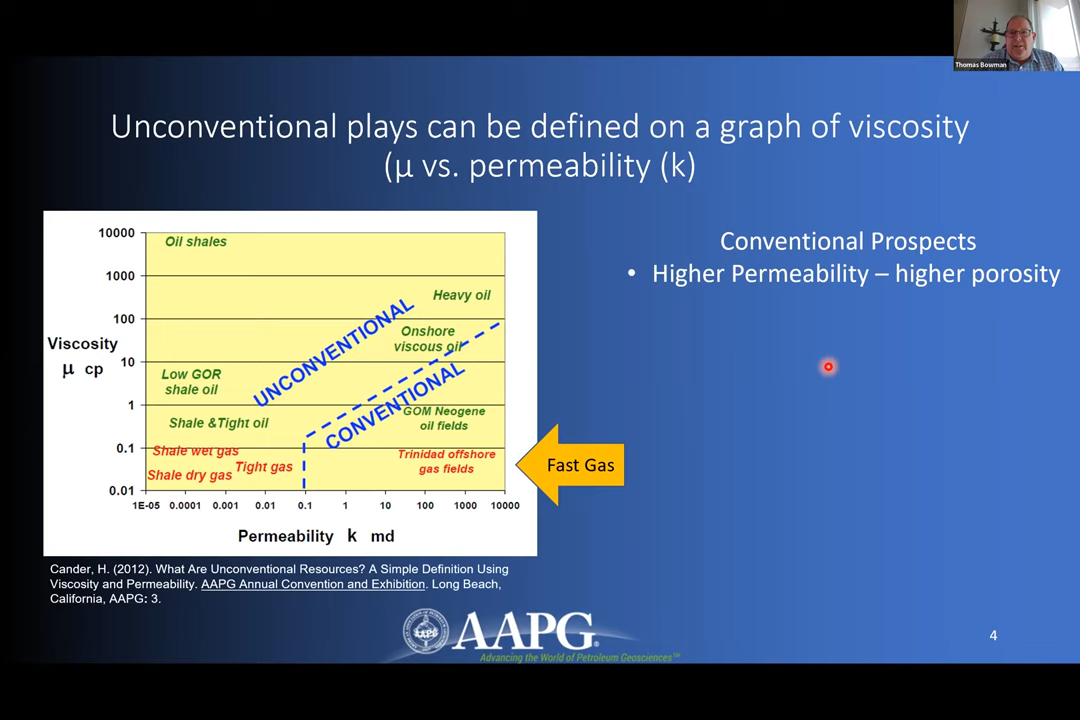 Thomas Bowman
Unconventional plays can be defined on a graph of viscosity
(µ vs. permeability (k)
Conventional Prospects
• Higher Permeability – higher porosity
10000
1000
100
10
1
0.1
0.01
Viscosity
µ cp
Oil shales
Heavy oil
Onshore
viscous oil
UNCONVENTIONAL
Low GOR
shale oil
CONVENTIONAL
Shale &Tight oil
GOM Neogene
oil fields
Shale wet gas
Tight gas
Shale dry gas
Trinidad offshore
gas fields
Fast Gas
1E-05 0.0001 0.001 0.01 0.1 1 10 100 1000 10000
Permeability k md
Cander, H. (2012). What Are Unconventional Resources? A Simple Definition Using
Viscosity and Permeability. AAPG Annual Convention and Exhibition. Long Beach,
California, AAPG: 3.
AAPG
AAPG®
Advancing the World of Petroleum Geosciences™
4